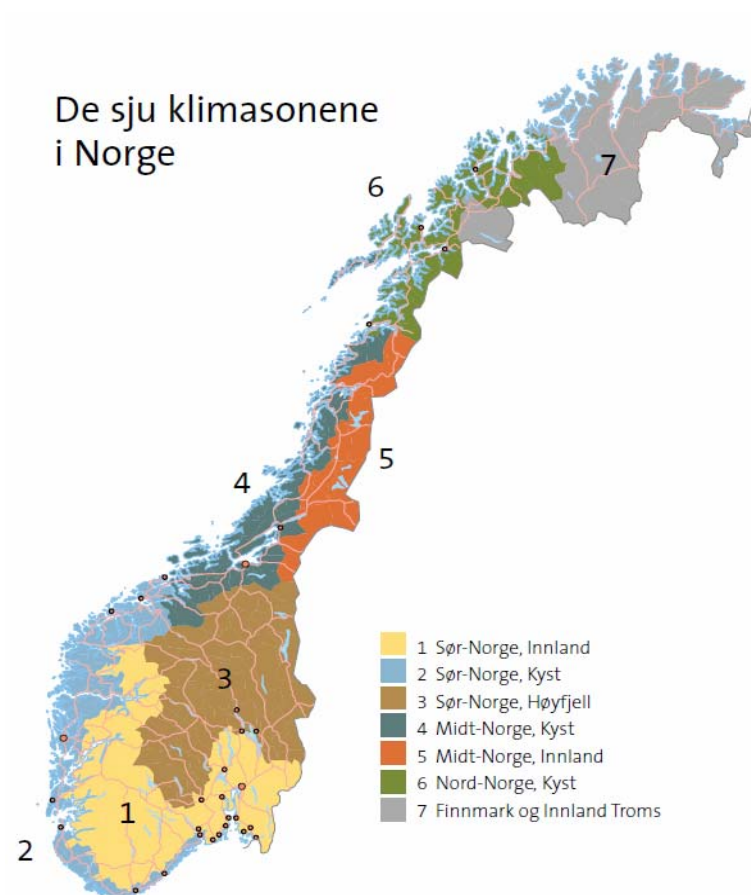 De sju klimasonene
i Norge
6
7
5
4
3
1
2
1 Sør-Norge, Innland
2 Sør-Norge, Kyst
3 Sør-Norge, Høyfjell
4 Midt-Norge, Kyst
5 Midt-Norge, Innland
6 Nord-Norge, Kyst
7 Finnmark og Innland Troms